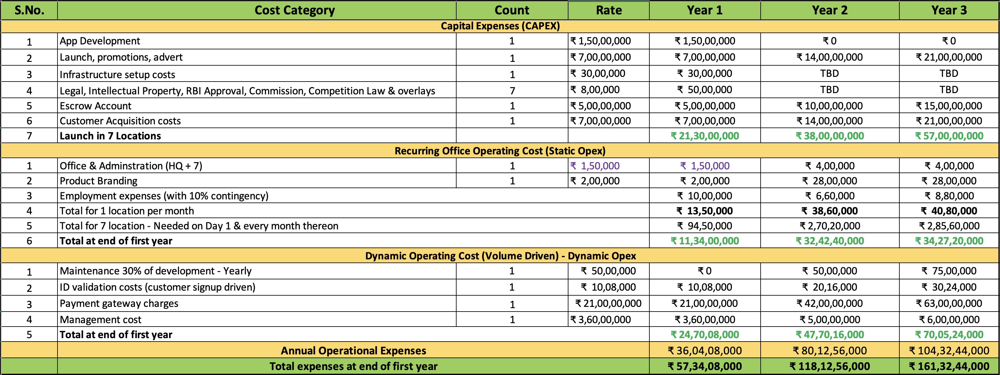 S.No. Cost Category Count Rate Year 1 Year 2 Year 3
Capital Expenses (CAPEX)
1 App Development 1 ₹ 1,50,00,000 ₹ 1,50,00,000 ₹ 0 ₹ 0
2 Launch, promotions, advert 1 ₹ 7,00,00,000 ₹ 7,00,00,000 ₹ 14,00,00,000 ₹ 21,00,00,000
3 Infrastructure setup costs 1 ₹ 30,00,000 ₹ 30,00,000 TBD TBD
4 Legal, Intellectual Property, RBI Approval, Commission, Competition Law & overlays 7 ₹ 8,00,000 ₹ 50,00,000 TBD TBD
5 Escrow Account 1 ₹ 5,00,00,000 ₹ 5,00,00,000 ₹ 10,00,00,000 ₹ 15,00,00,000
6 Customer Acquisition costs 1 ₹ 7,00,00,000 ₹ 7,00,00,000 ₹ 14,00,00,000 ₹ 21,00,00,000
7 Launch in 7 Locations ₹ 21,30,00,000 ₹ 38,00,00,000 ₹ 57,00,00,000
Recurring Office Operating Cost (Static Opex)
1 Office & Adminstration (HQ + 7) 1 ₹ 1,50,000 ₹ 1,50,000 ₹ 4,00,000 ₹ 4,00,000
2 Product Branding 1 ₹ 2,00,000 ₹ 2,00,000 ₹ 28,00,000 ₹ 28,00,000
3 Employment expenses (with 10% contingency) ₹ 10,00,000 ₹ 6,60,000 ₹ 8,80,000
4 Total for 1 location per month ₹ 13,50,000 ₹ 38,60,000 ₹ 40,80,000
5 Total for 7 location - Needed on Day 1 & every month thereon ₹ 94,50,000 ₹ 2,70,20,000 ₹ 2,85,60,000
6 Total at end of first year ₹ 11,34,00,000 ₹ 32,42,40,000 ₹ 34,27,20,000
Dynamic Operating Cost (Volume Driven) - Dynamic Opex
1 Maintenance 30% of development - Yearly 1 ₹ 50,00,000 ₹ 0 ₹ 50,00,000 ₹ 75,00,000
2 ID validation costs (customer signup driven) 1 ₹ 10,08,000 ₹ 10,08,000 ₹ 20,16,000 ₹ 30,24,000
3 Payment gateway charges 1 ₹ 21,00,00,000 ₹ 21,00,00,000 ₹ 42,00,00,000 ₹ 63,00,00,000
4 Management cost 1 ₹ 3,60,00,000 ₹ 3,60,00,000 ₹ 5,00,00,000 ₹ 6,00,00,000
5 Total at end of first year ₹ 24,70,08,000 ₹ 47,70,16,000 ₹ 70,05,24,000
Annual Operational Expenses ₹ 36,04,08,000 ₹ 80,12,56,000 ₹ 104,32,44,000
Total expenses at end of first year ₹ 57,34,08,000 ₹ 118,12,56,000 ₹ 161,32,44,000